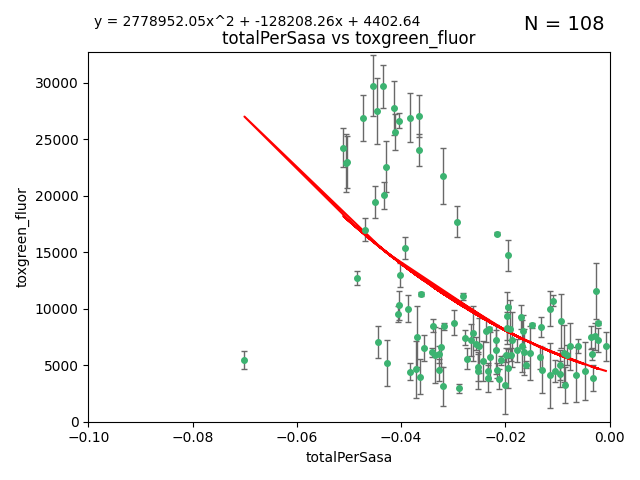 y = 2778952.05x^2 + -128208.26x + 4402.64
N = 108
totalPerSasa vs toxgreen_fluor
30000
25000
20000
15000
10000
5000
0
toxgreen_fluor
−0.10 −0.08 −0.06 −0.04 −0.02 0.00
totalPerSasa